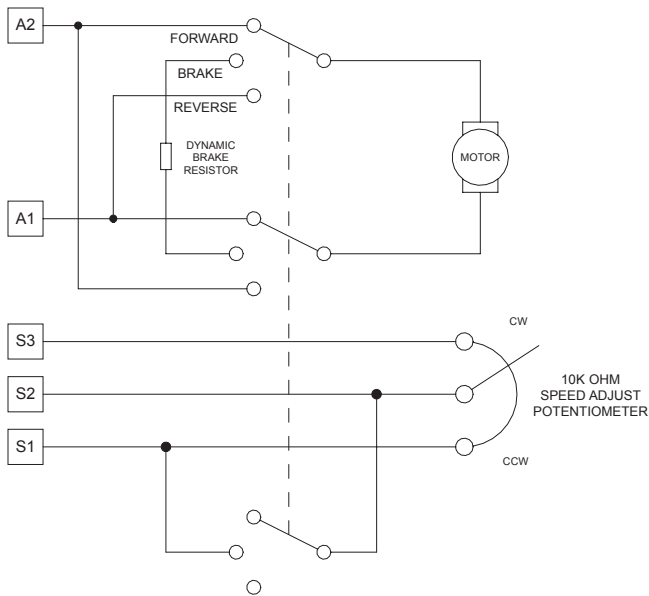 A2
FORWARD
BRAKE
REVERSE
DYNAMIC
BRAKE
RESISTOR
MOTOR
A1
S3
CW
S2
10K OHM
SPEED ADJUST
POTENTIOMETER
S1
CCW